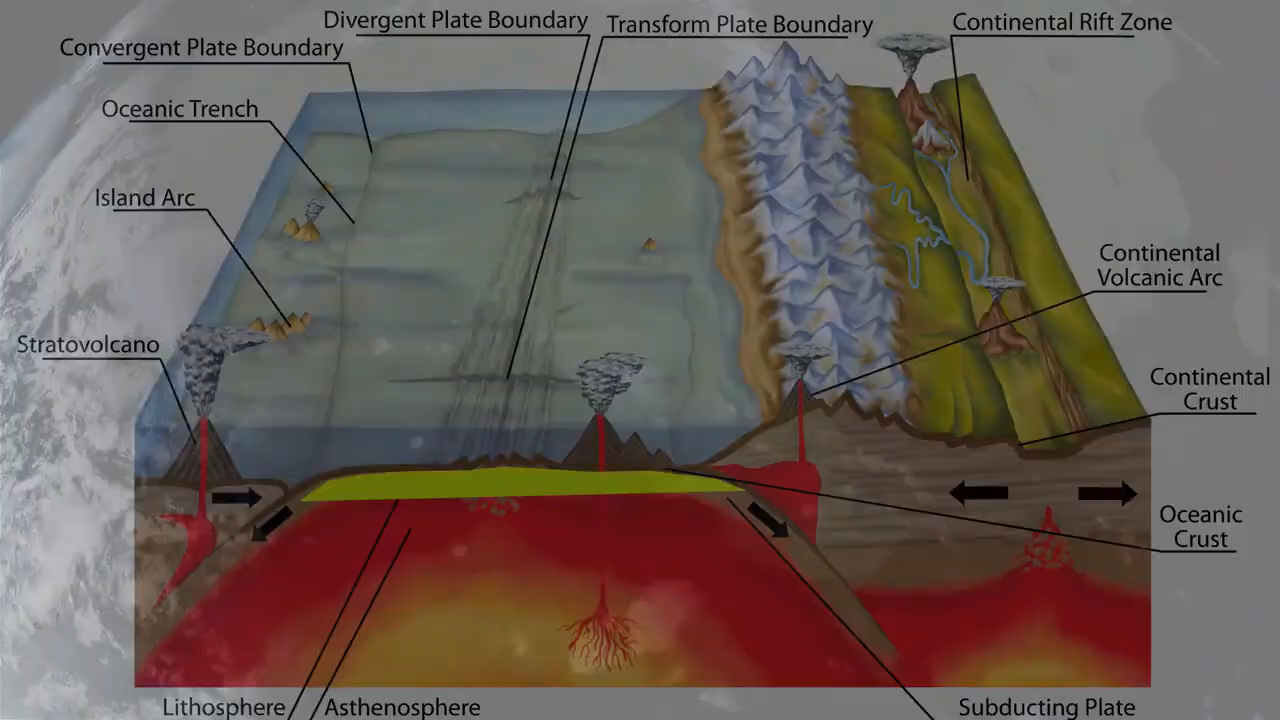 Divergent Plate Boundary
Transform Plate Boundary
Continental Rift Zone
Convergent Plate Boundary
Oceanic Trench
Island Arc
Continental
Volcanic Arc
Stratovolcano
Continental
Crust
Oceanic
Crust
Lithosphere
Asthenosphere
Subducting Plate